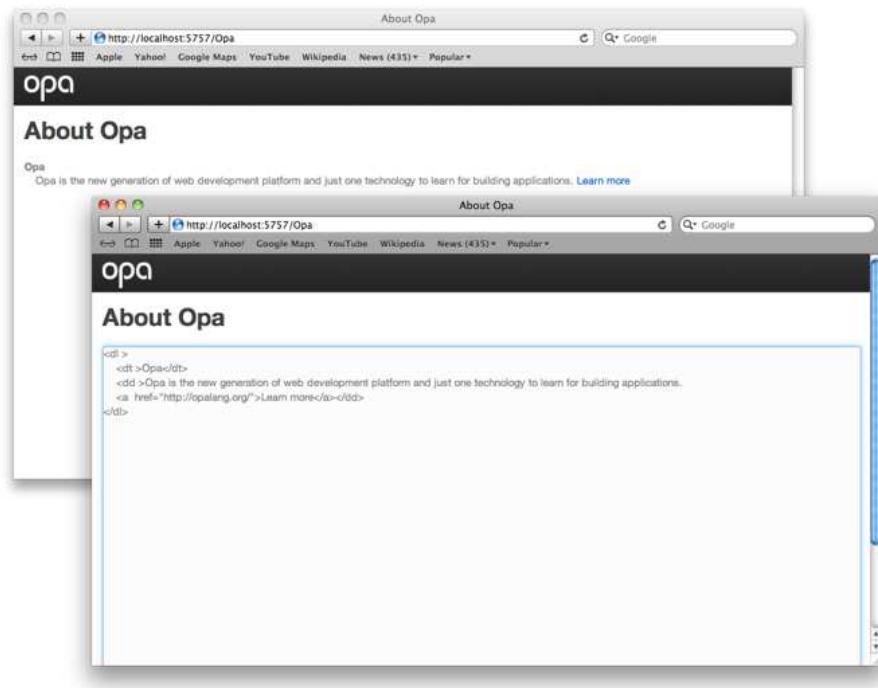 About Opa
http://localhost:5757/Opa
Google
Apple Yahoo! Google Maps YouTube Wikipedia News (435) Popular
opa
About Opa
Opa
Opa is the new generation of web development platform and just one technology to learn for building applications. Learn more
About Opa
http://localhost:5757/Opa
Google
Apple Yahoo! Google Maps YouTube Wikipedia News (435) Popular
opa
About Opa
<dl >
<dt >Opa</dt>
<dd >Opa is the new generation of web development platform and just one technology to learn for building applications.
<a href="http://opalang.org/">Learn more</a></dd>
</dl>